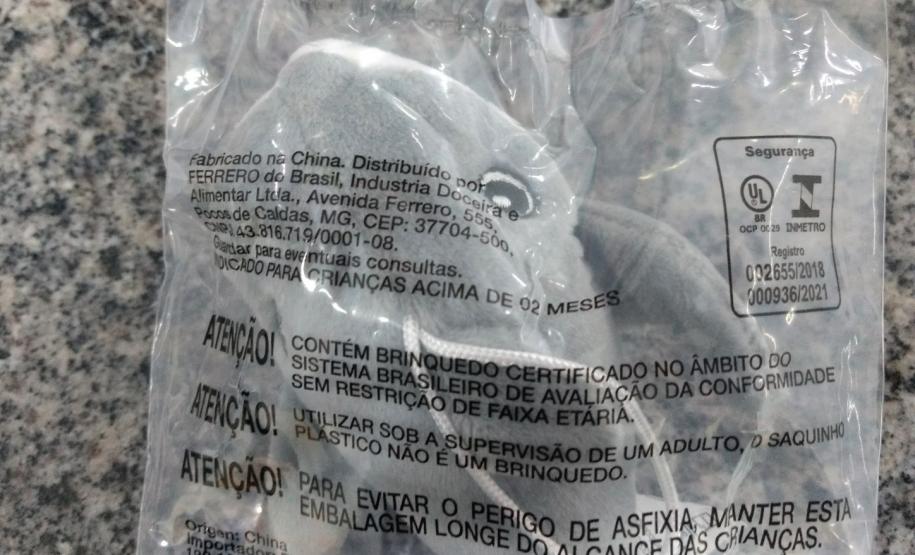 Fabricado na China. Distribuído por
FERRERO do Brasil, Industria Doceira e
Alimentar Ltda., Avenida Ferrero, 555,
Pocos de Caldas, MG, CEP: 37704-500,
CNPJ 43.816.719/0001-08.
Guardar para eventuais consultas.
INDICADO PARA CRIANÇAS ACIMA DE 02 MESES
Segurança
UL
BR
OCP 0029 INMETRO
Registro
002655/2018
000936/2021
ATENÇÃO! CONTÉM BRINQUEDO CERTIFICADO NO ÂMBITO DO
SISTEMA BRASILEIRO DE AVALIAÇÃO DA CONFORMIDADE
SEM RESTRIÇÃO DE FAIXA ETÁRIA.
ATENÇÃO! UTILIZAR SOB A SUPERVISÃO DE UM ADULTO, O SAQUINHO
PLÁSTICO NÃO É UM BRINQUEDO.
ATENÇÃO! PARA EVITAR O PERIGO DE ASFIXIA, MANTER ESTA
EMBALAGEM LONGE DO ALCANCE DAS CRIANÇAS.
Origen: China